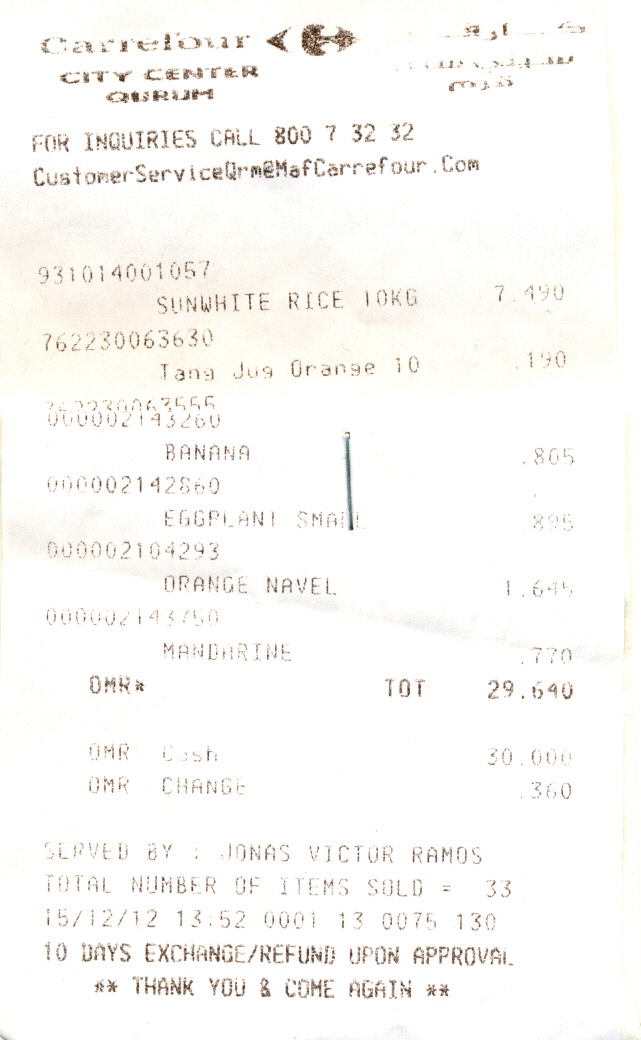 Carrefour
CITY CENTER
QURUM
FOR INQUIRIES CALL 800 7 32 32
CustomerServiceQrm@MafCarrefour.Com
931014001057
SUNWHITE RICE 10KG 7.490
762230063630
Tang Jug Orange 10 .190
762230063555
000002143260
BANANA .805
000002142860
EGGPLANT SMALL .895
000002104293
ORANGE NAVEL 1.645
000002143750
MANDARINE .770
OMR* TOT 29.640
OMR Cash 30.000
OMR CHANGE .360
SERVED BY : JONAS VICTOR RAMOS
TOTAL NUMBER OF ITEMS SOLD = 33
15/12/12 13:52 0001 13 0075 130
10 DAYS EXCHANGE/REFUND UPON APPROVAL
** THANK YOU & COME AGAIN **